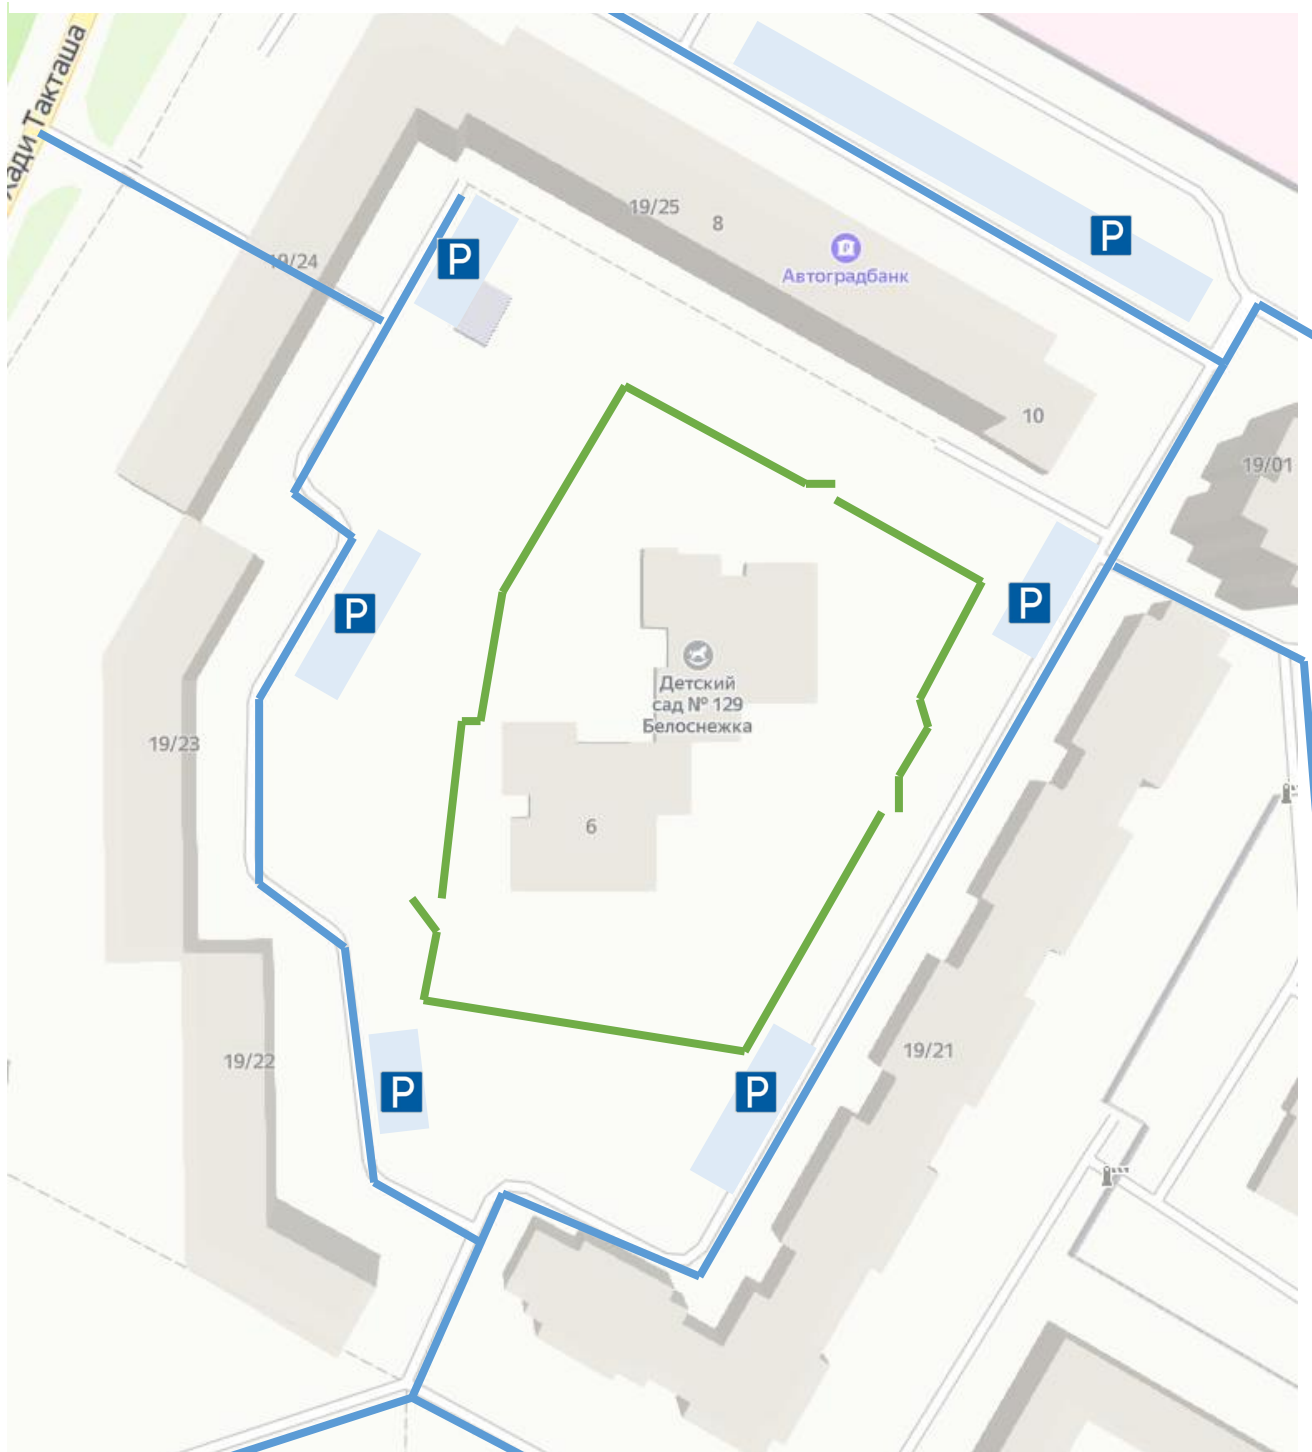 Хади Такташа
19/25
8
P
Автоградбанк
P
19/24
10
19/01
P
P
Детский
сад № 129
Белоснежка
19/23
6
19/21
19/22
P
P